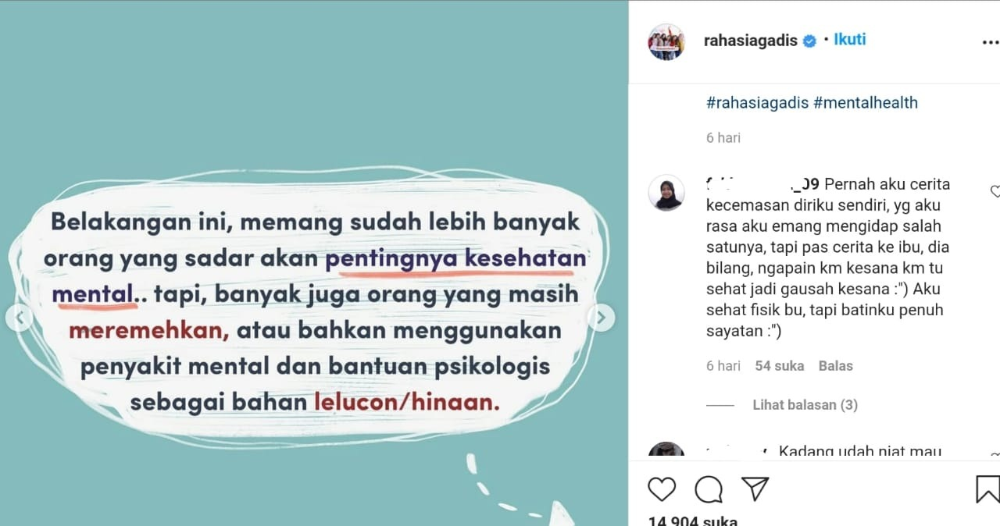 Belakangan ini, memang sudah lebih banyak
orang yang sadar akan pentingnya kesehatan
mental.. tapi, banyak juga orang yang masih
meremehkan, atau bahkan menggunakan
penyakit mental dan bantuan psikologis
sebagai bahan lelucon/hinaan.
rahasiagadis • Ikuti
#rahasiagadis #mentalhealth
6 hari
_09 Pernah aku cerita
kecemasan diriku sendiri, yg aku
rasa aku emang mengidap salah
satunya, tapi pas cerita ke ibu, dia
bilang, ngapain km kesana km tu
sehat jadi gausah kesana :") Aku
sehat fisik bu, tapi batinku penuh
sayatan :")
6 hari 54 suka Balas
Lihat balasan (3)
Kadang udah niat mau
14.904 suka